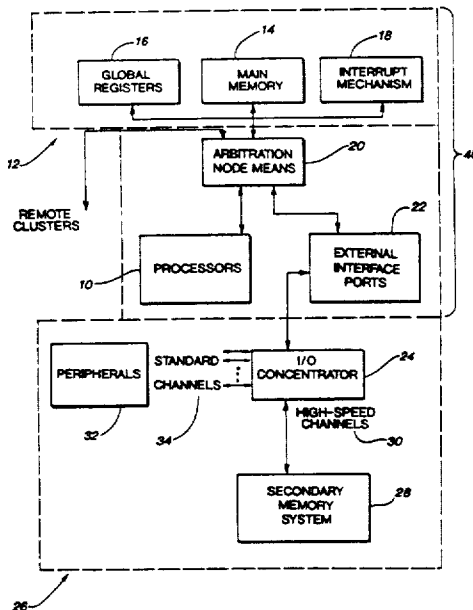 16
14
18
GLOBAL
REGISTERS
MAIN
MEMORY
INTERRUPT
MECHANISM
12
ARBITRATION
NODE MEANS
20
40
REMOTE
CLUSTERS
22
10
PROCESSORS
EXTERNAL
INTERFACE
PORTS
PERIPHERALS
32
STANDARD
CHANNELS
34
I/O
CONCENTRATOR
24
HIGH-SPEED
CHANNELS
30
SECONDARY
MEMORY
SYSTEM
28
26